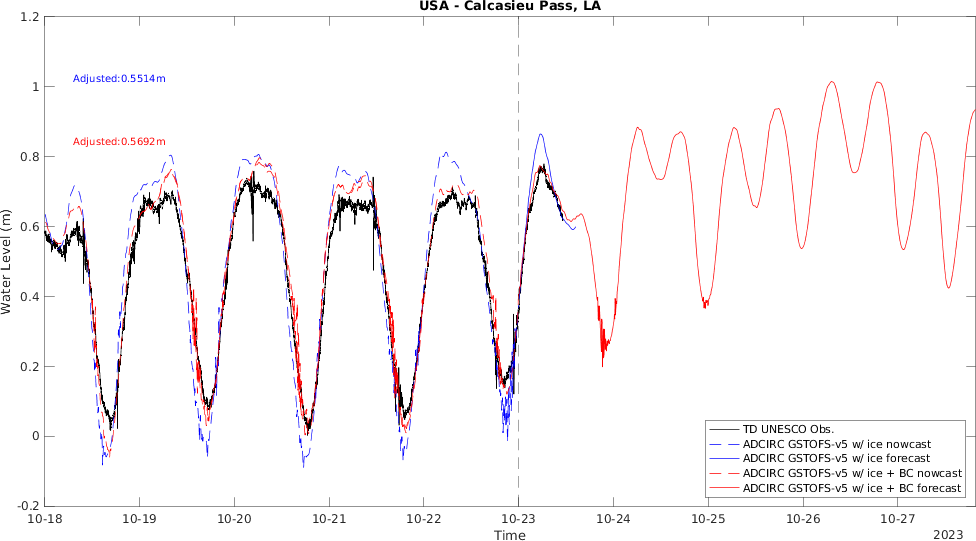 USA - Calcasieu Pass, LA
1.2
1
0.8
0.6
0.4
0.2
0
-0.2
Water Level (m)
Adjusted:0.5514m
Adjusted:0.5692m
TD UNESCO Obs.
ADCIRC GSTOFS-v5 w/ ice nowcast
ADCIRC GSTOFS-v5 w/ ice forecast
ADCIRC GSTOFS-v5 w/ ice + BC nowcast
ADCIRC GSTOFS-v5 w/ ice + BC forecast
10-18 10-19 10-20 10-21 10-22 10-23 10-24 10-25 10-26 10-27
Time
2023